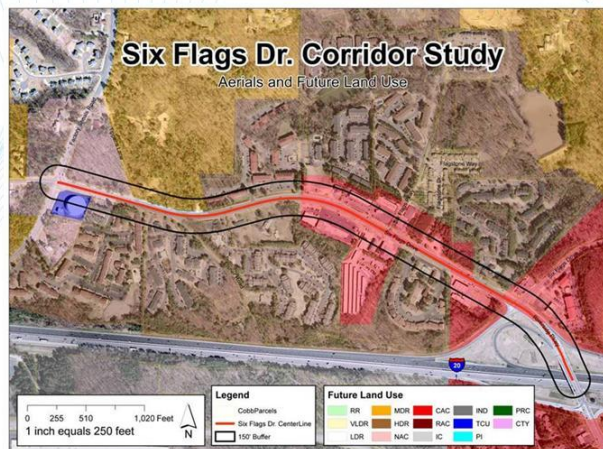 Six Flags Dr. Corridor Study
Aerials and Future Land Use
Flagstone Way
20
0 255 510 1,020 Feet
1 inch equals 250 feet
N
Legend
CobbParcels
Six Flags Dr. CenterLine
150' Buffer
Future Land Use
RR MDR CAC IND PRC
VLDR HDR RAC TCU CTY
LDR NAC IC PI